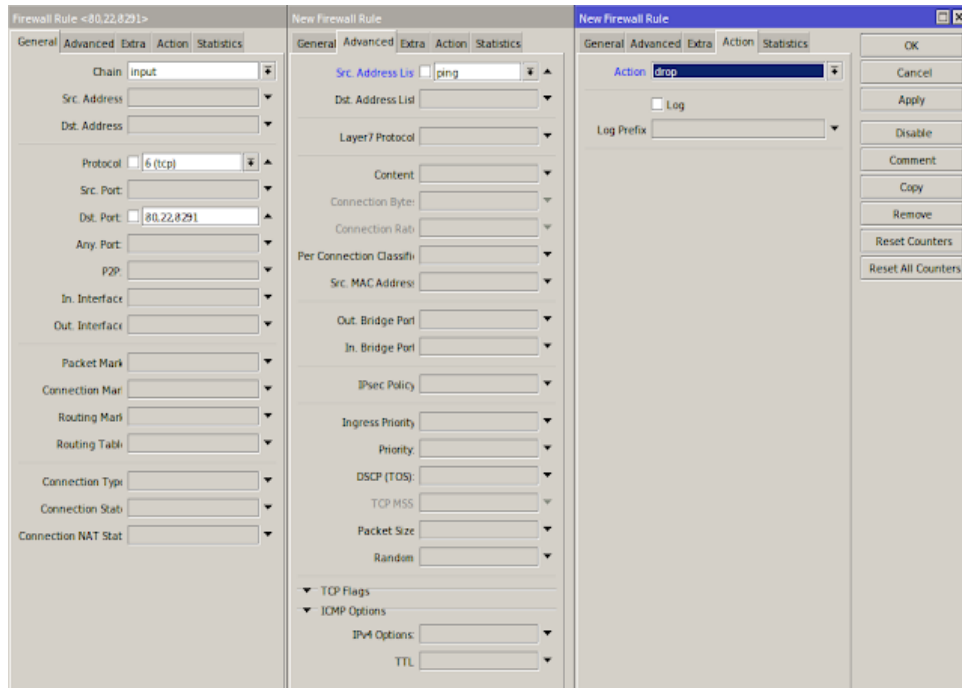 Firewall Rule <80,22,8291>
General Advanced Extra Action Statistics
Chain input
Src. Address
Dst. Address
Protocol 6 (tcp)
Src. Port:
Dst. Port: 80,22,8291
Any. Port:
P2P:
In. Interface
Out. Interface
Packet Mark
Connection Mar
Routing Mark
Routing Tabl
Connection Type
Connection Stat
Connection NAT Stat
New Firewall Rule
General Advanced Extra Action Statistics
Src. Address Lis ping
Dst. Address List
Layer7 Protocol
Content
Connection Byte:
Connection Rat
Per Connection Classifi
Src. MAC Address
Out. Bridge Port
In. Bridge Port
IPsec Policy
Ingress Priority
Priority:
DSCP (TOS):
TCP MSS
Packet Size
Random
TCP Flags
ICMP Options
IPv4 Options:
TTL
New Firewall Rule
General Advanced Extra Action Statistics
Action drop
Log
Log Prefix
OK
Cancel
Apply
Disable
Comment
Copy
Remove
Reset Counters
Reset All Counters